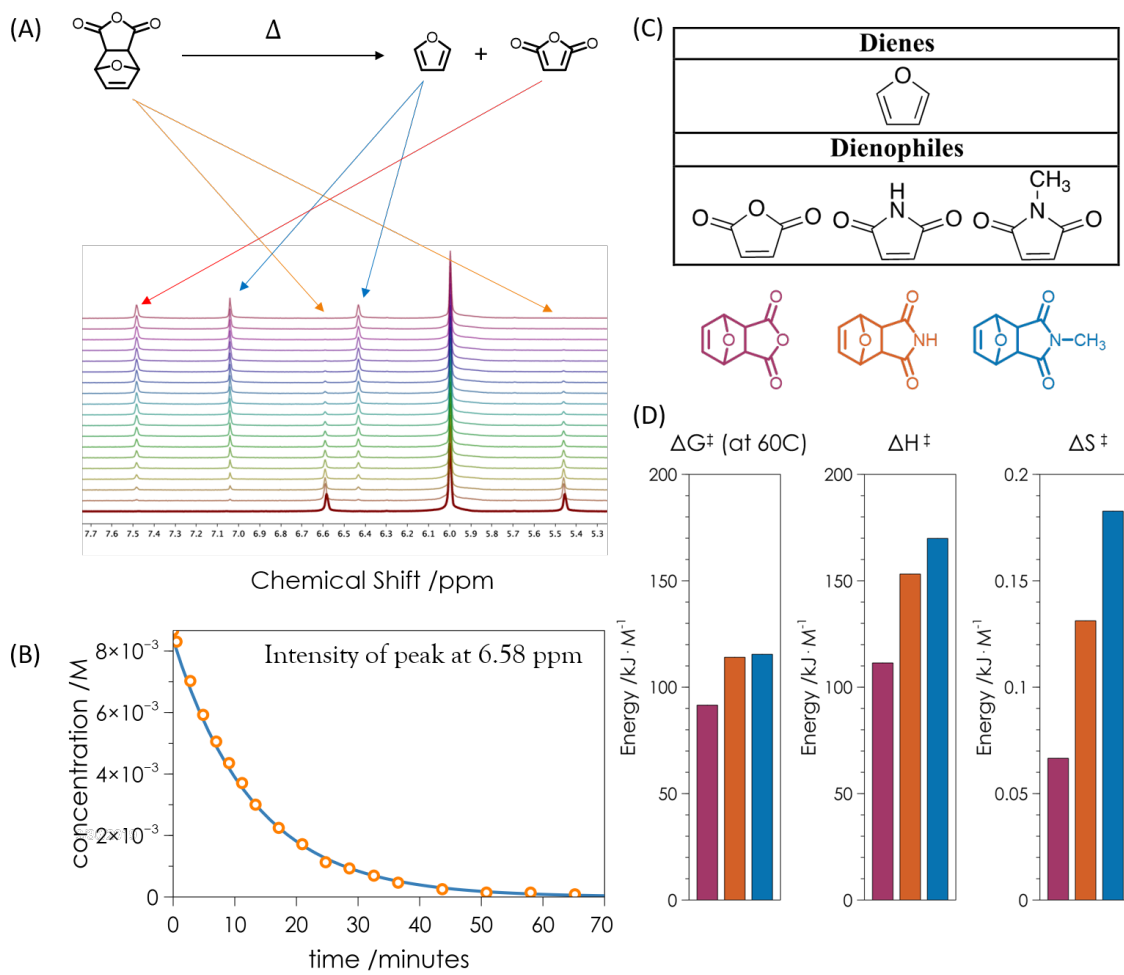 (A)
Δ
O
O
O
O
O
+
O
O
O
7.7 7.6 7.5 7.4 7.3 7.2 7.1 7.0 6.9 6.8 6.7 6.6 6.5 6.4 6.3 6.2 6.1 6.0 5.9 5.8 5.7 5.6 5.5 5.4 5.3
Chemical Shift /ppm
(B)
Intensity of peak at 6.58 ppm
concentration /M
8×10⁻³
6×10⁻³
4×10⁻³
2×10⁻³
0
0 10 20 30 40 50 60 70
time /minutes
(C)
Dienes
O
Dienophiles
O O O
H
N
O O
CH₃
N
O O
O O O O
O O NH O
O O N—CH₃ O
(D)
ΔG‡ (at 60C)
Energy /kJ·M⁻¹
200
150
100
50
0
ΔH‡
Energy /kJ·M⁻¹
200
150
100
50
0
ΔS‡
Energy /kJ·M⁻¹
0.2
0.15
0.1
0.05
0